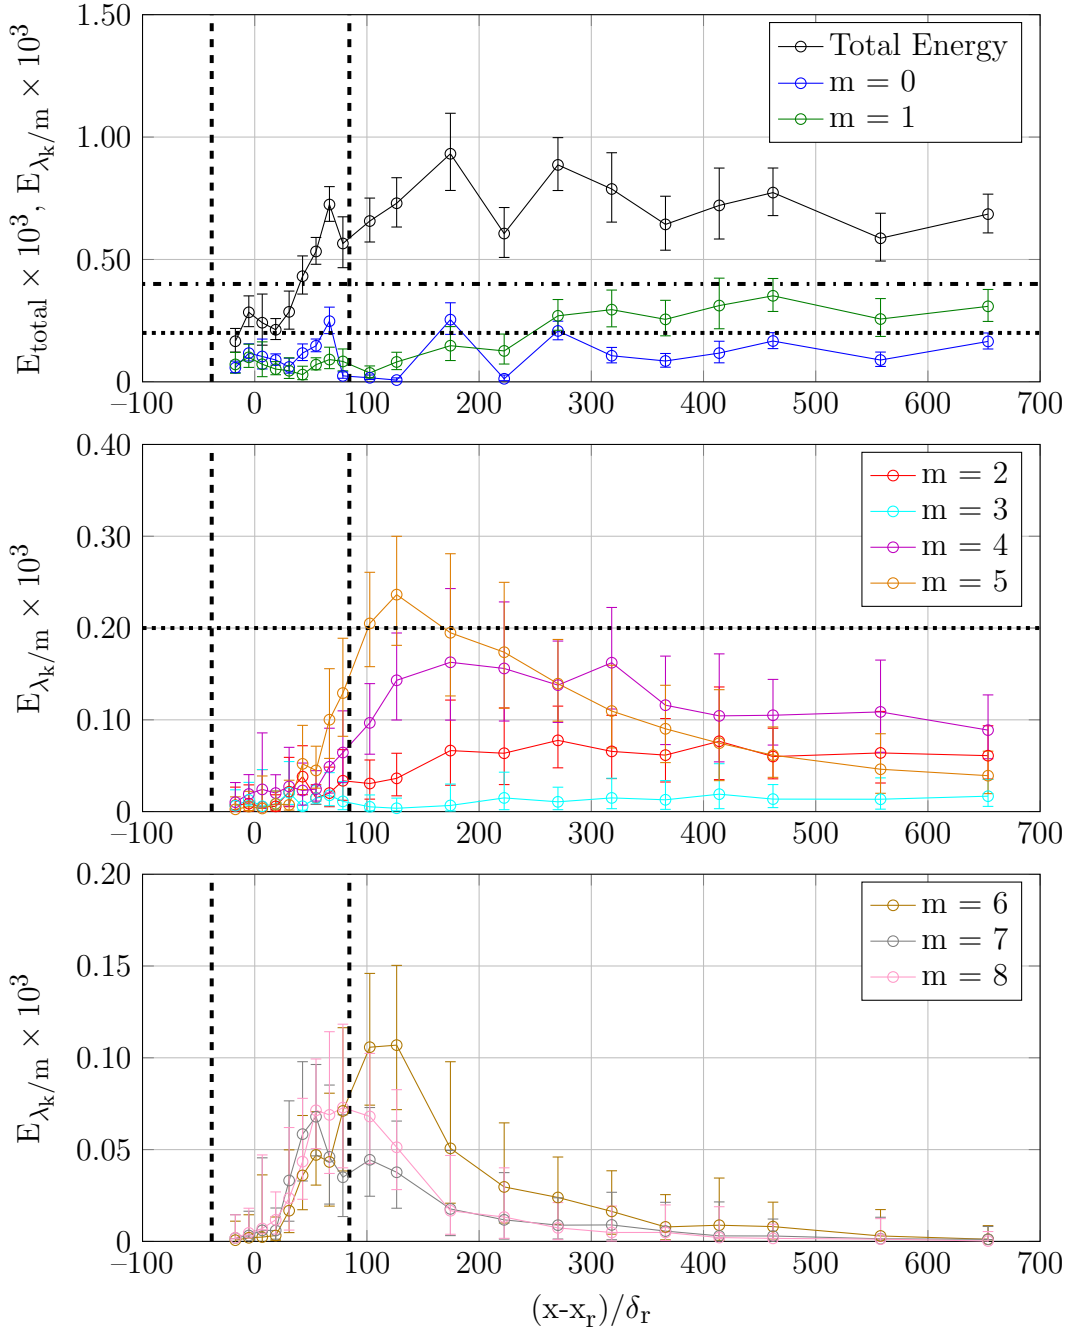 E_total × 10^3, E_λk/m × 10^3
1.50
1.00
0.50
0
Total Energy
m = 0
m = 1
–100 0 100 200 300 400 500 600 700
E_λk/m × 10^3
0.40
0.30
0.20
0.10
0
m = 2
m = 3
m = 4
m = 5
–100 0 100 200 300 400 500 600 700
E_λk/m × 10^3
0.20
0.15
0.10
0.05
0
m = 6
m = 7
m = 8
–100 0 100 200 300 400 500 600 700
(x-x_r)/δ_r